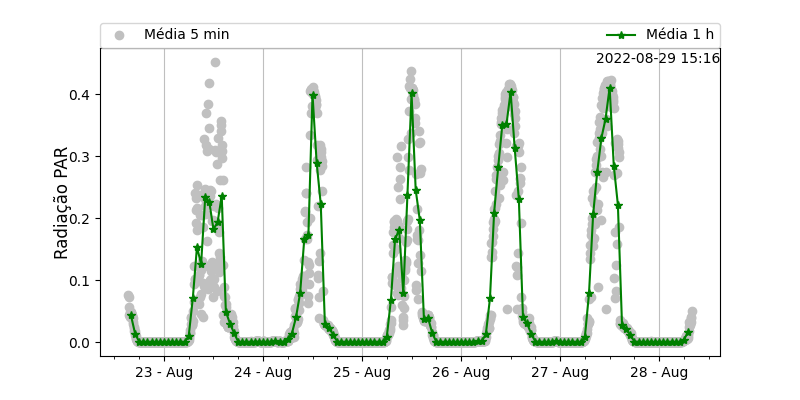 Média 5 min
Média 1 h
2022-08-29 15:16
Radiação PAR
0.4
0.3
0.2
0.1
0.0
23 - Aug
24 - Aug
25 - Aug
26 - Aug
27 - Aug
28 - Aug